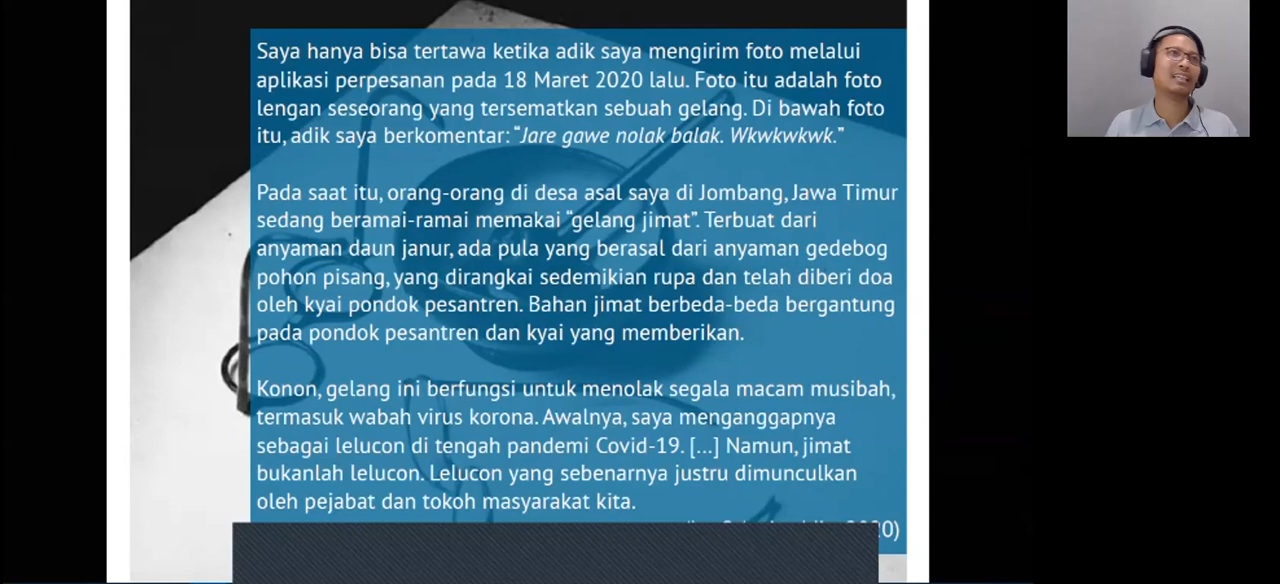 Saya hanya bisa tertawa ketika adik saya mengirim foto melalui
aplikasi perpesanan pada 18 Maret 2020 lalu. Foto itu adalah foto
lengan seseorang yang tersematkan sebuah gelang. Di bawah foto
itu, adik saya berkomentar: “Jare gawe nolak balak. Wkwkwkwk.”
Pada saat itu, orang-orang di desa asal saya di Jombang, Jawa Timur
sedang beramai-ramai memakai “gelang jimat”. Terbuat dari
anyaman daun janur, ada pula yang berasal dari anyaman gedebog
pohon pisang, yang dirangkai sedemikian rupa dan telah diberi doa
oleh kyai pondok pesantren. Bahan jimat berbeda-beda bergantung
pada pondok pesantren dan kyai yang memberikan.
Konon, gelang ini berfungsi untuk menolak segala macam musibah,
termasuk wabah virus korona. Awalnya, saya menganggapnya
sebagai lelucon di tengah pandemi Covid-19. [...] Namun, jimat
bukanlah lelucon. Lelucon yang sebenarnya justru dimunculkan
oleh pejabat dan tokoh masyarakat kita.